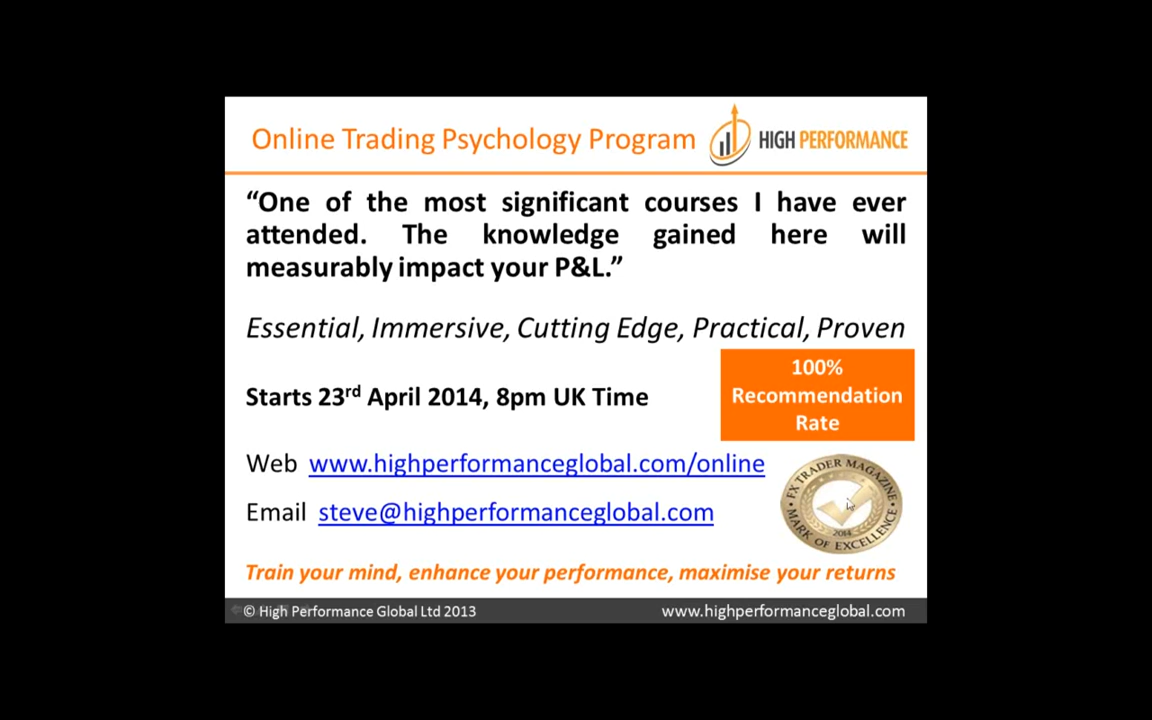 Online Trading Psychology Program
HIGH PERFORMANCE
“One of the most significant courses I have ever
attended. The knowledge gained here will
measurably impact your P&L.”
Essential, Immersive, Cutting Edge, Practical, Proven
100%
Recommendation
Rate
Starts 23rd April 2014, 8pm UK Time
Web www.highperformanceglobal.com/online
Email steve@highperformanceglobal.com
FX TRADER MAGAZINE
2014
MARK OF EXCELLENCE
Train your mind, enhance your performance, maximise your returns
© High Performance Global Ltd 2013
www.highperformanceglobal.com